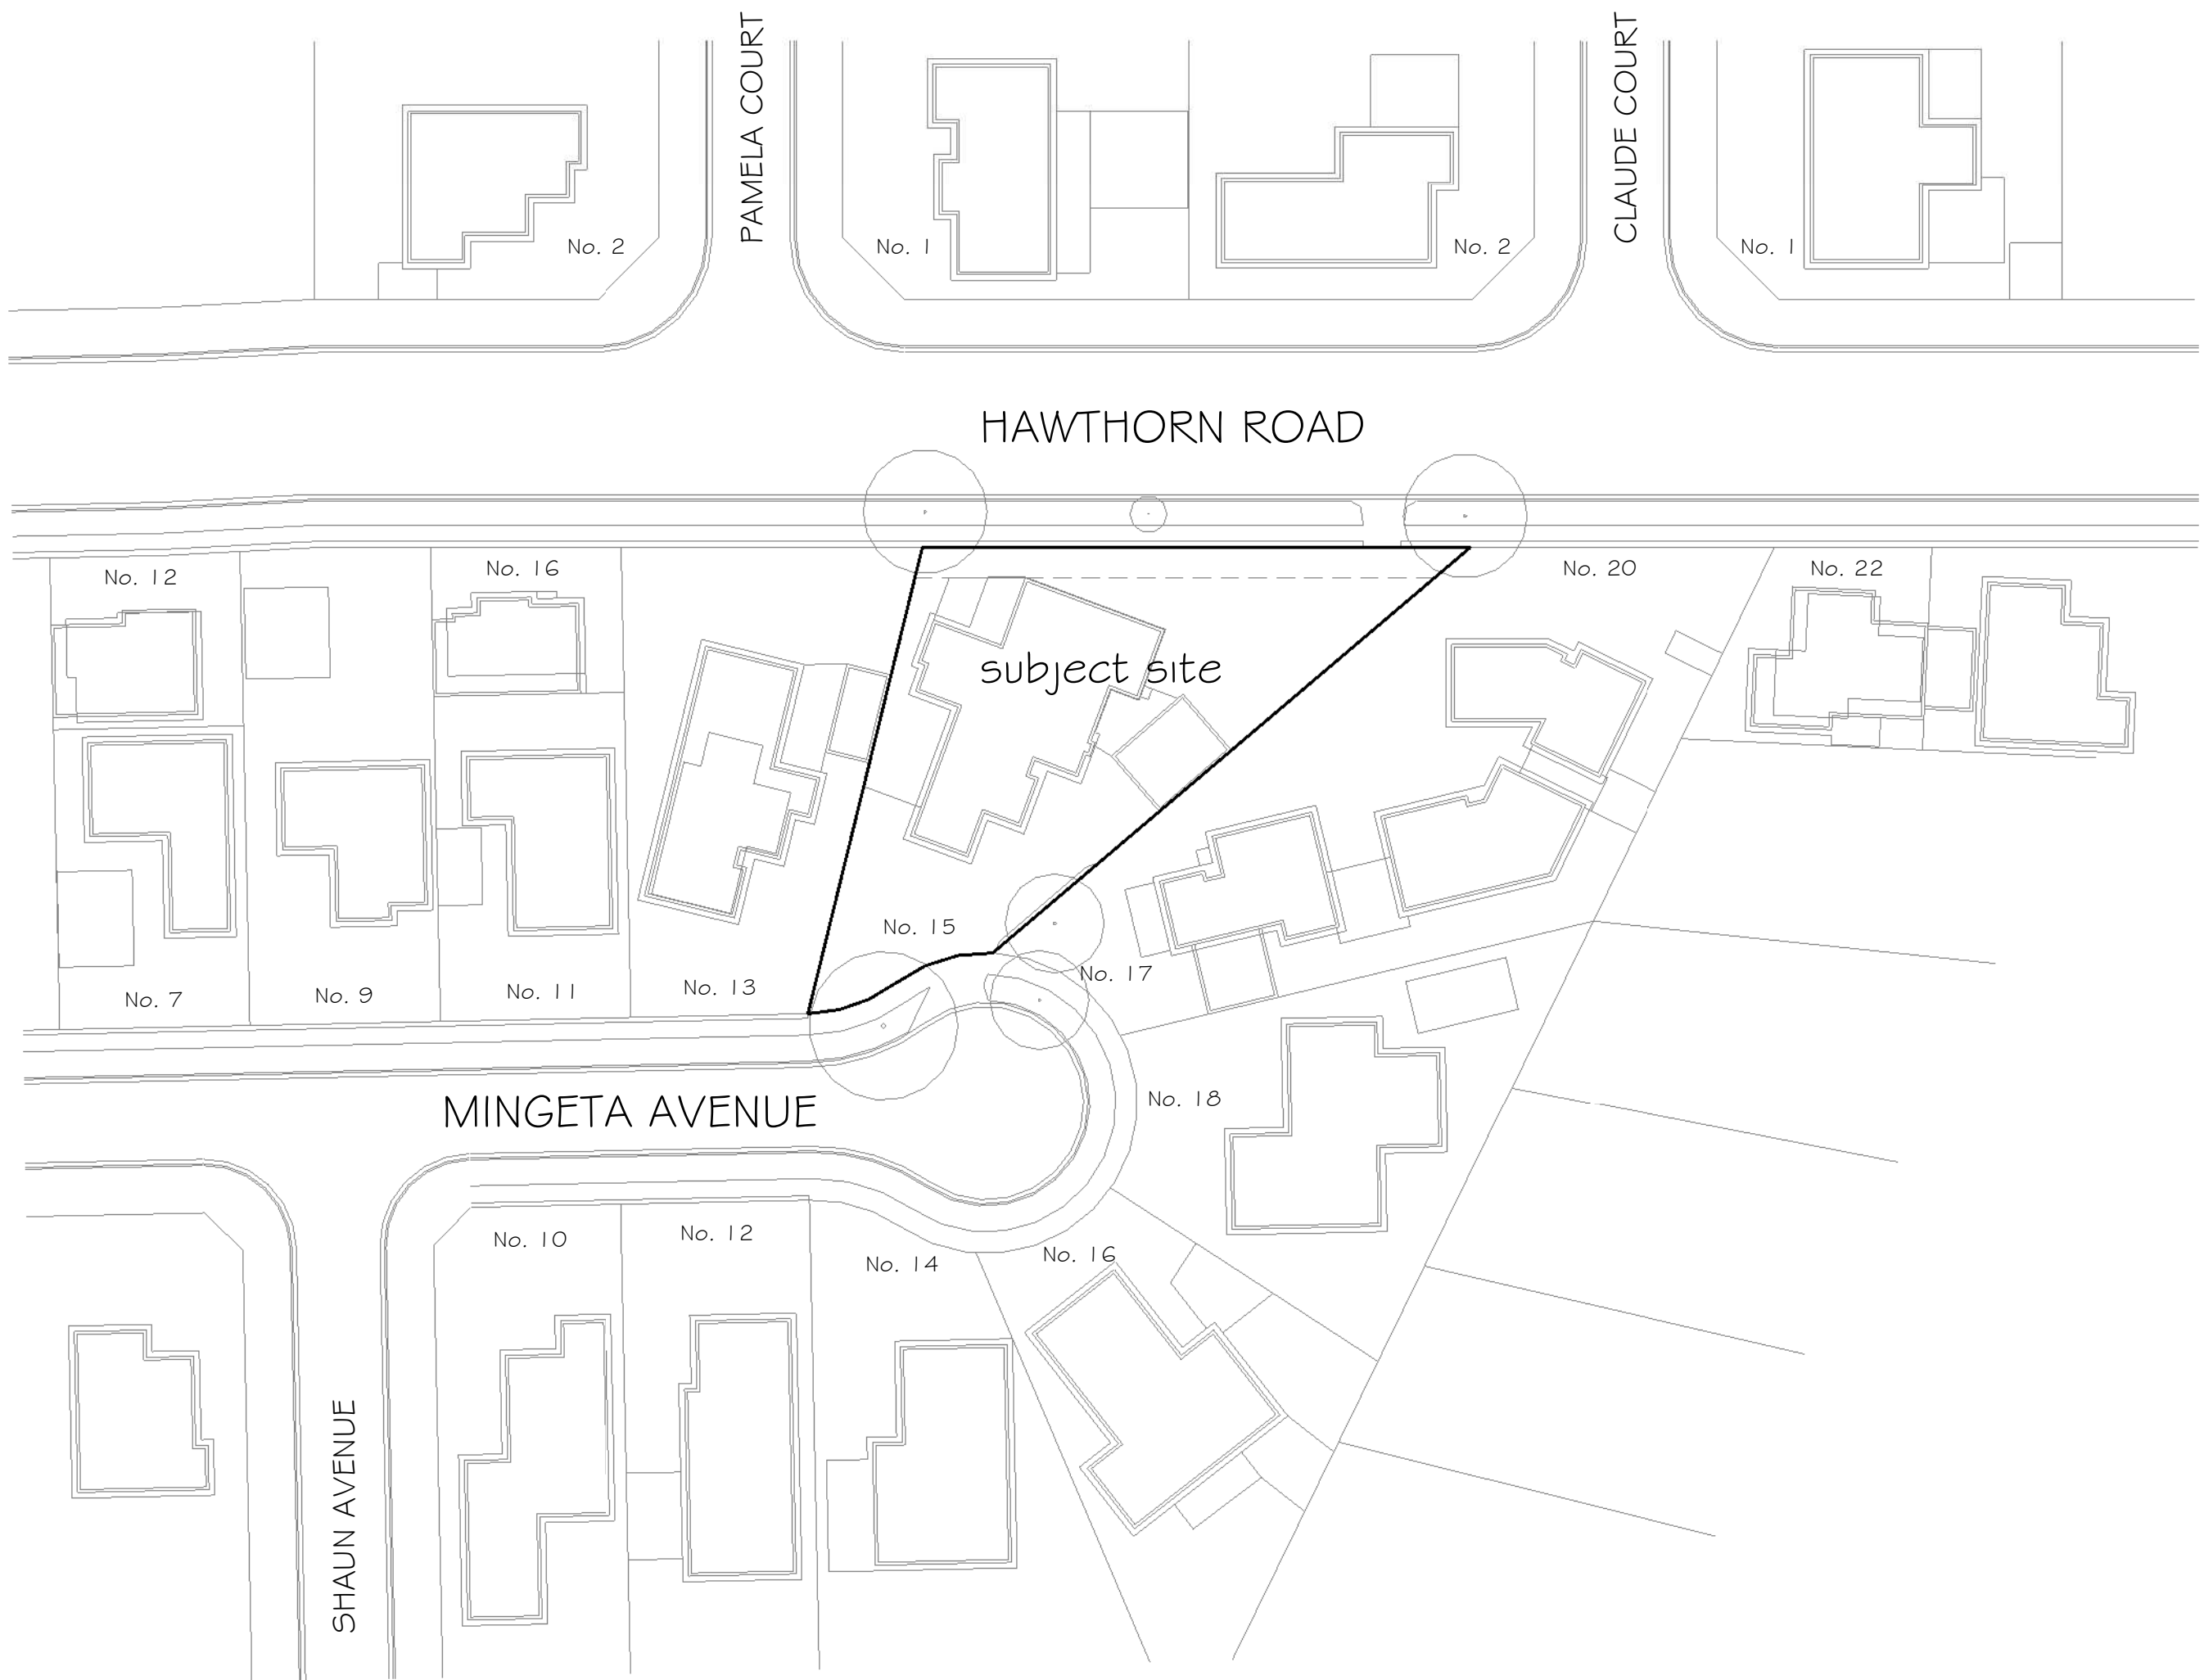 PAMELA COURT
CLAUDE COURT
No. 2
No. 1
No. 2
No. 1
HAWTHORN ROAD
No. 12
No. 16
No. 20
No. 22
subject site
No. 15
No. 7
No. 9
No. 11
No. 13
No. 17
MINGETA AVENUE
No. 18
No. 10
No. 12
No. 14
No. 16
SHAUN AVENUE